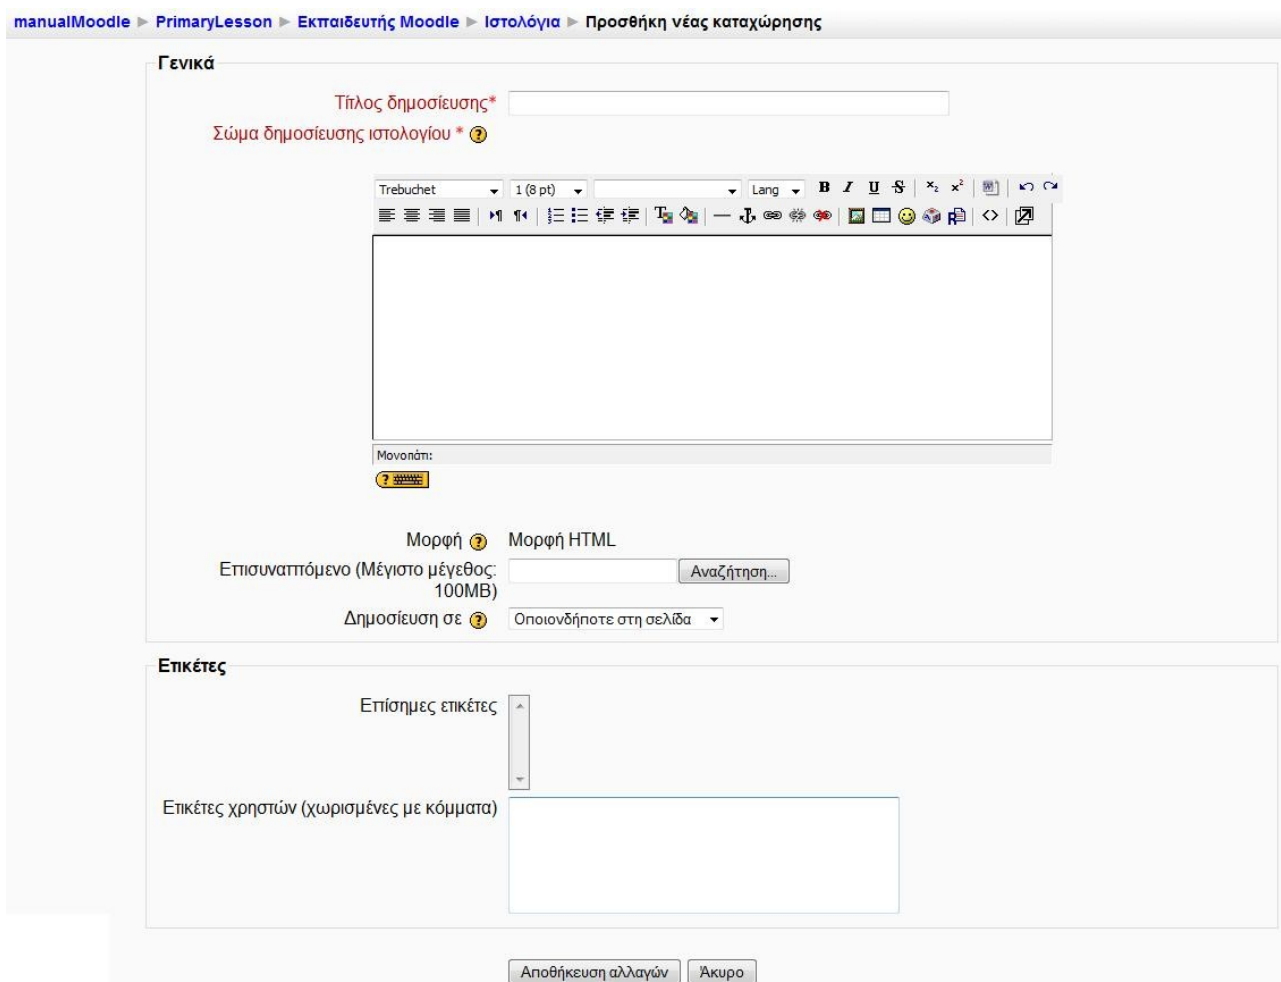 manualMoodle ► PrimaryLesson ► Εκπαιδευτής Moodle ► Ιστολόγια ► Προσθήκη νέας καταχώρησης
Γενικά
Τίτλος δημοσίευσης*
Σώμα δημοσίευσης ιστολογίου *
Trebuchet 1 (8 pt) Lang B I U S x₂ x²
Μονοπάτι:
Μορφή Μορφή HTML
Επισυναπτόμενο (Μέγιστο μέγεθος: 100MB) Αναζήτηση...
Δημοσίευση σε Οποιονδήποτε στη σελίδα
Ετικέτες
Επίσημες ετικέτες
Ετικέτες χρηστών (χωρισμένες με κόμματα)
Αποθήκευση αλλαγών Άκυρο